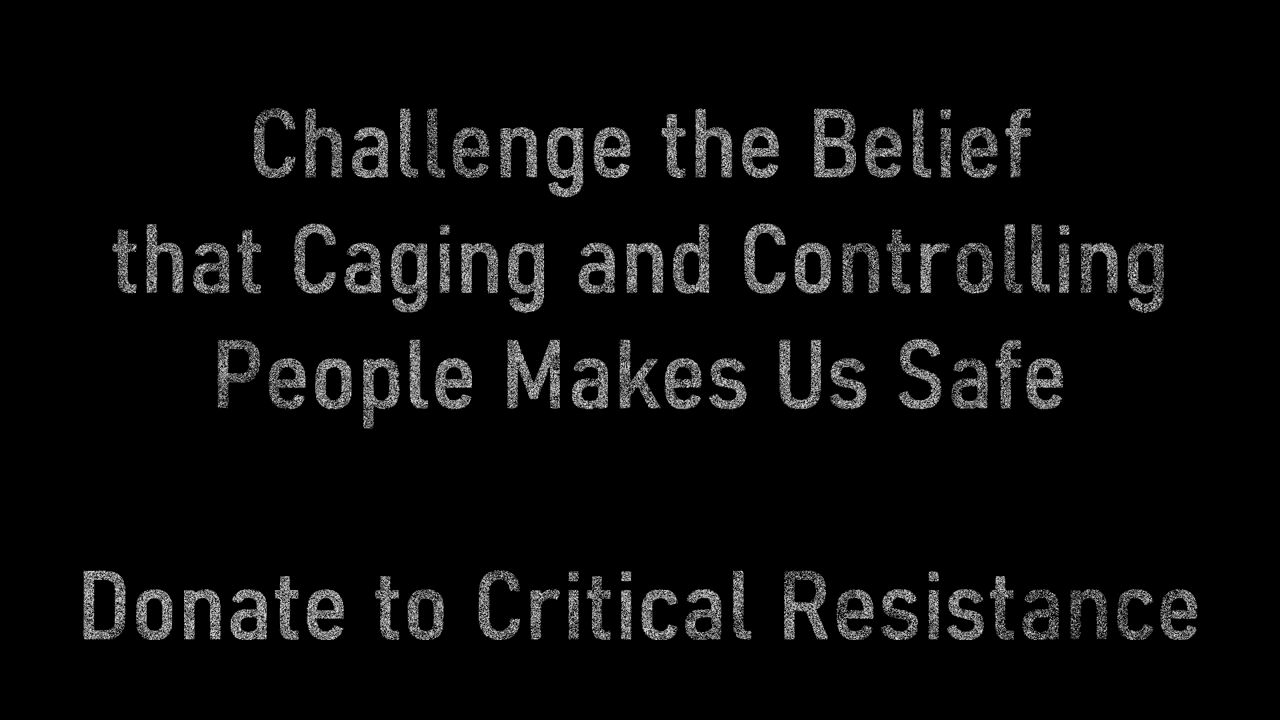 Challenge the Belief
that Caging and Controlling
People Makes Us Safe
Donate to Critical Resistance